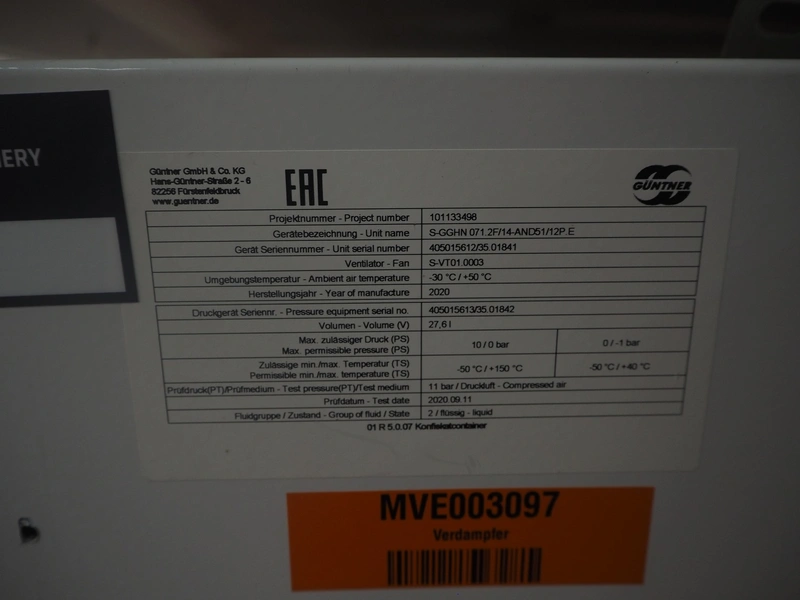 ERY
Güntner GmbH & Co. KG
Hans-Güntner-Straße 2 - 6
82256 Fürstenfeldbruck
www.guentner.de
EAC
GÜNTNER
Projektnummer - Project number 101133498
Gerätebezeichnung - Unit name S-GGHN 071.2F/14-AND51/12P.E
Gerät Seriennummer - Unit serial number 405015612/35.01841
Ventilator - Fan S-VT01.0003
Umgebungstemperatur - Ambient air temperature -30 °C / +50 °C
Herstellungsjahr - Year of manufacture 2020
Druckgerät Seriennr. - Pressure equipment serial no. 405015613/35.01842
Volumen - Volume (V) 27,6 l
Max. zulässiger Druck (PS)
Max. permissible pressure (PS) 10 / 0 bar 0 / -1 bar
Zulässige min./max. Temperatur (TS)
Permissible min./max. temperature (TS) -50 °C / +150 °C -50 °C / +40 °C
Prüfdruck(PT)/Prüfmedium - Test pressure(PT)/Test medium 11 bar / Druckluft - Compressed air
Prüfdatum - Test date 2020.09.11
Fluidgruppe / Zustand - Group of fluid / State 2 / flüssig - liquid
01 R 5.0.07 Konfiskatcontainer
MVE003097
Verdampfer